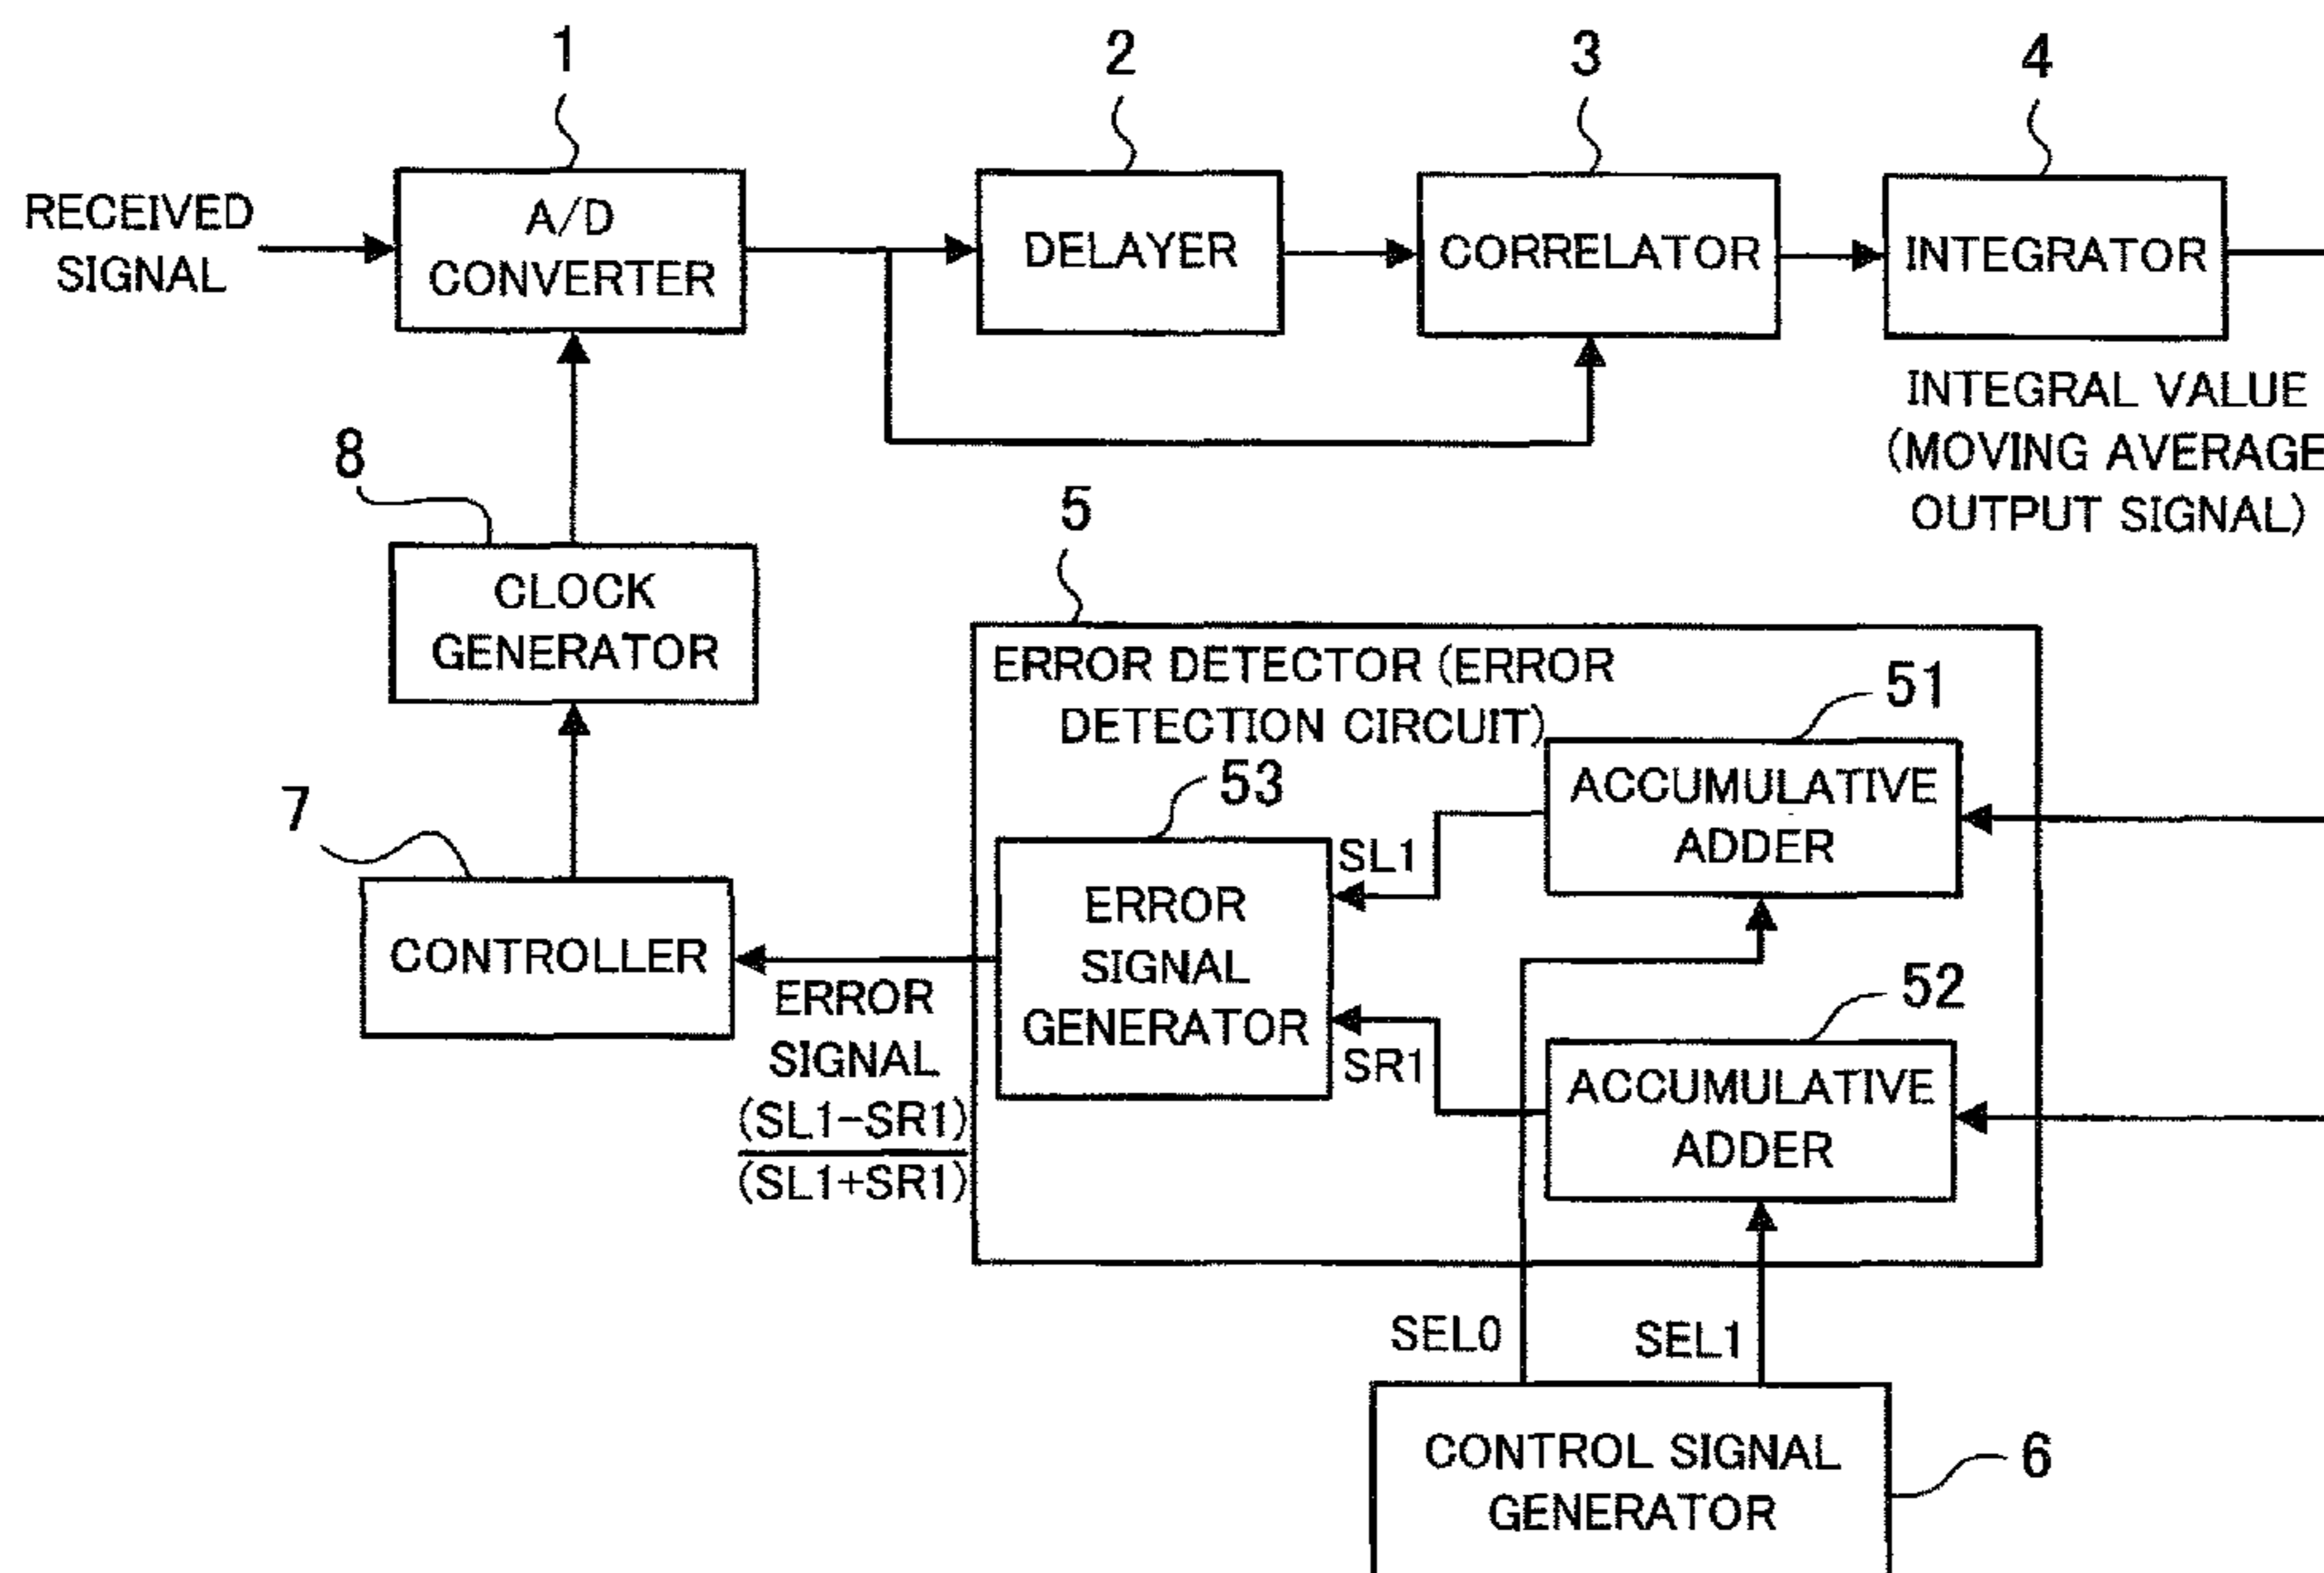 1
2
3
4
RECEIVED
SIGNAL
A/D
CONVERTER
DELAYER
CORRELATOR
INTEGRATOR
INTEGRAL VALUE
(MOVING AVERAGE
OUTPUT SIGNAL)
8
CLOCK
GENERATOR
5
ERROR DETECTOR (ERROR
DETECTION CIRCUIT)
51
ACCUMULATIVE
ADDER
53
SL1
ERROR
SIGNAL
GENERATOR
SR1
52
ACCUMULATIVE
ADDER
7
CONTROLLER
ERROR
SIGNAL
(SL1-SR1)
(SL1+SR1)
SEL0
SEL1
CONTROL SIGNAL
GENERATOR
6